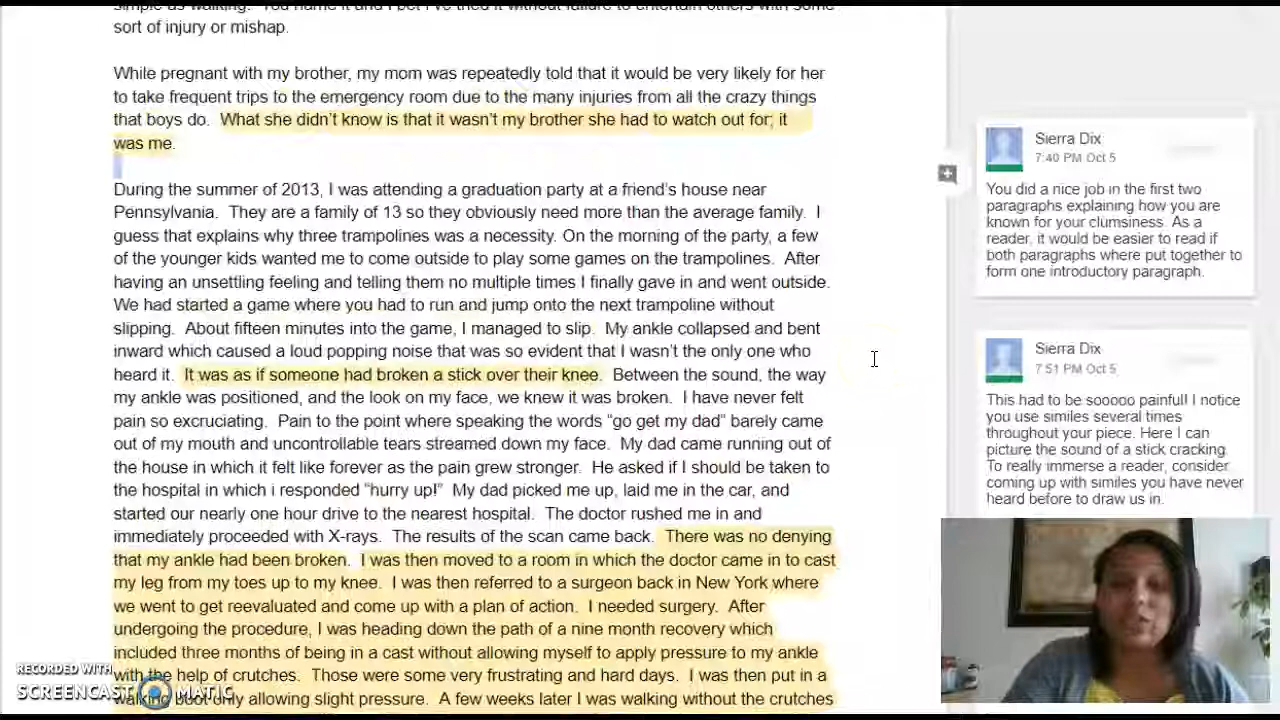 simple as walking. You name it and I bet I've tried it without failure to entertain others with some
sort of injury or mishap.
While pregnant with my brother, my mom was repeatedly told that it would be very likely for her
to take frequent trips to the emergency room due to the many injuries from all the crazy things
that boys do. What she didn't know is that it wasn't my brother she had to watch out for; it
was me.
During the summer of 2013, I was attending a graduation party at a friend's house near
Pennsylvania. They are a family of 13 so they obviously need more than the average family. I
guess that explains why three trampolines was a necessity. On the morning of the party, a few
of the younger kids wanted me to come outside to play some games on the trampolines. After
having an unsettling feeling and telling them no multiple times I finally gave in and went outside.
We had started a game where you had to run and jump onto the next trampoline without
slipping. About fifteen minutes into the game, I managed to slip. My ankle collapsed and bent
inward which caused a loud popping noise that was so evident that I wasn't the only one who
heard it. It was as if someone had broken a stick over their knee. Between the sound, the way
my ankle was positioned, and the look on my face, we knew it was broken. I have never felt
pain so excruciating. Pain to the point where speaking the words "go get my dad" barely came
out of my mouth and uncontrollable tears streamed down my face. My dad came running out of
the house in which it felt like forever as the pain grew stronger. He asked if I should be taken to
the hospital in which i responded "hurry up!" My dad picked me up, laid me in the car, and
started our nearly one hour drive to the nearest hospital. The doctor rushed me in and
immediately proceeded with X-rays. The results of the scan came back. There was no denying
that my ankle had been broken. I was then moved to a room in which the doctor came in to cast
my leg from my toes up to my knee. I was then referred to a surgeon back in New York where
we went to get reevaluated and come up with a plan of action. I needed surgery. After
undergoing the procedure, I was heading down the path of a nine month recovery which
included three months of being in a cast without allowing myself to apply pressure to my ankle
with the help of crutches. Those were some very frustrating and hard days. I was then put in a
walking boot only allowing slight pressure. A few weeks later I was walking without the crutches
Sierra Dix
7:40 PM Oct 5
You did a nice job in the first two
paragraphs explaining how you are
known for your clumsiness. As a
reader, it would be easier to read if
both paragraphs where put together to
form one introductory paragraph.
Sierra Dix
7:51 PM Oct 5
This had to be sooooo painful! I notice
you use similes several times
throughout your piece. Here I can
picture the sound of a stick cracking.
To really immerse a reader, consider
coming up with similes you have never
heard before to draw us in.
RECORDED WITH
SCREENCAST MATIC